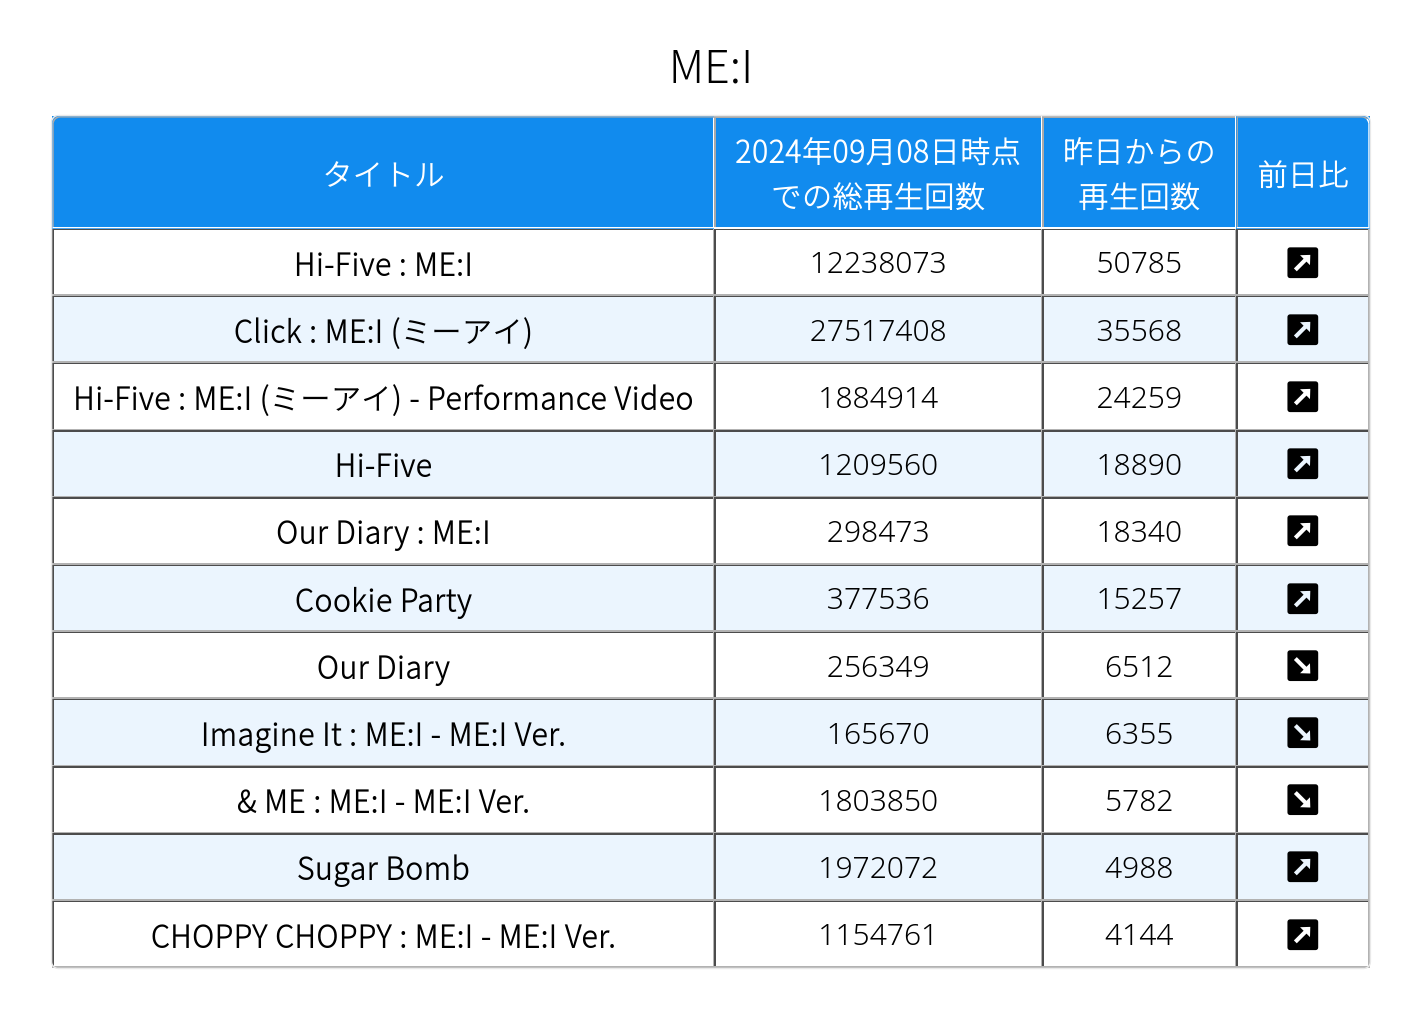 ME:I
タイトル 2024年09月08日時点 昨日からの 前日比
での総再生回数 再生回数
Hi-Five : ME:I 12238073 50785
Click : ME:I (ミーアイ) 27517408 35568
Hi-Five : ME:I (ミーアイ) - Performance Video 1884914 24259
Hi-Five 1209560 18890
Our Diary : ME:I 298473 18340
Cookie Party 377536 15257
Our Diary 256349 6512
Imagine It : ME:I - ME:I Ver. 165670 6355
& ME : ME:I - ME:I Ver. 1803850 5782
Sugar Bomb 1972072 4988
CHOPPY CHOPPY : ME:I - ME:I Ver. 1154761 4144